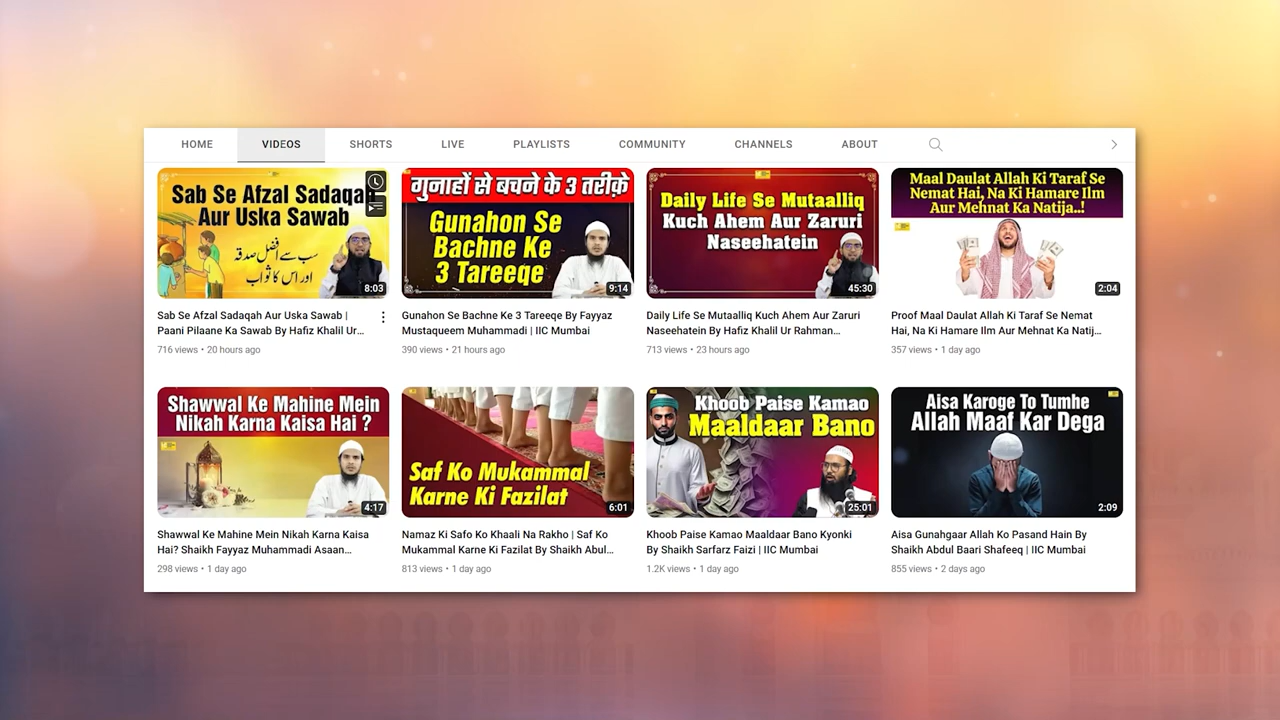 HOME VIDEOS SHORTS LIVE PLAYLISTS COMMUNITY CHANNELS ABOUT
Sab Se Afzal Sadaqah
Aur Uska Sawab
سب سے افضل صدقہ
اور اس کا ثواب
8:03
Sab Se Afzal Sadaqah Aur Uska Sawab |
Paani Pilaane Ka Sawab By Hafiz Khalil Ur...
716 views • 20 hours ago
गुनाहों से बचने के 3 तरीक़े
Gunahon Se
Bachne Ke
3 Tareeqe
9:14
Gunahon Se Bachne Ke 3 Tareeqe By Fayyaz
Mustaqueem Muhammadi | IIC Mumbai
390 views • 21 hours ago
Daily Life Se Mutaalliq
Kuch Ahem Aur Zaruri
Naseehatein
45:30
Daily Life Se Mutaalliq Kuch Ahem Aur Zaruri
Naseehatein By Hafiz Khalil Ur Rahman...
713 views • 23 hours ago
Maal Daulat Allah Ki Taraf Se
Nemat Hai, Na Ki Hamare Ilm
Aur Mehnat Ka Natija..!
2:04
Proof Maal Daulat Allah Ki Taraf Se Nemat
Hai, Na Ki Hamare Ilm Aur Mehnat Ka Natij...
357 views • 1 day ago
Shawwal Ke Mahine Mein
Nikah Karna Kaisa Hai ?
4:17
Shawwal Ke Mahine Mein Nikah Karna Kaisa
Hai? Shaikh Fayyaz Muhammadi Asaan...
298 views • 1 day ago
Saf Ko Mukammal
Karne Ki Fazilat
6:01
Namaz Ki Safo Ko Khaali Na Rakho | Saf Ko
Mukammal Karne Ki Fazilat By Shaikh Abul...
813 views • 1 day ago
Khoob Paise Kamao
Maaldaar Bano
25:01
Khoob Paise Kamao Maaldaar Bano Kyonki
By Shaikh Sarfarz Faizi | IIC Mumbai
1.2K views • 1 day ago
Aisa Karoge To Tumhe
Allah Maaf Kar Dega
2:09
Aisa Gunahgaar Allah Ko Pasand Hain By
Shaikh Abdul Baari Shafeeq | IIC Mumbai
855 views • 2 days ago